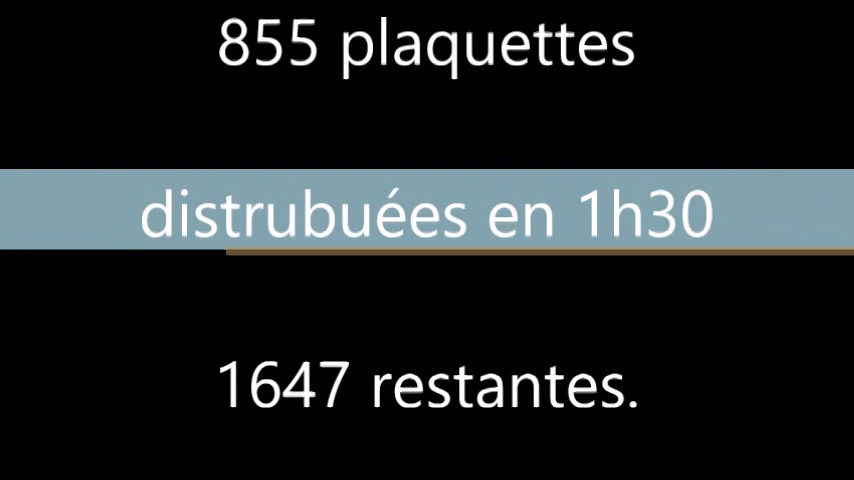 855 plaquettes
distrubuées en 1h30
1647 restantes.